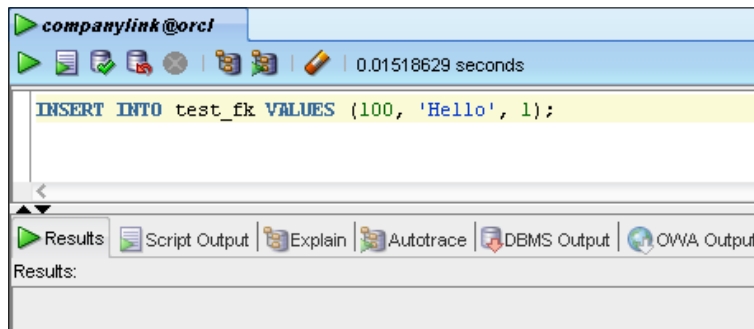 companylink@orcl
0.01518629 seconds
INSERT INTO test_fk VALUES (100, 'Hello', 1);
Results Script Output Explain Autotrace DBMS Output OWA Output
Results: